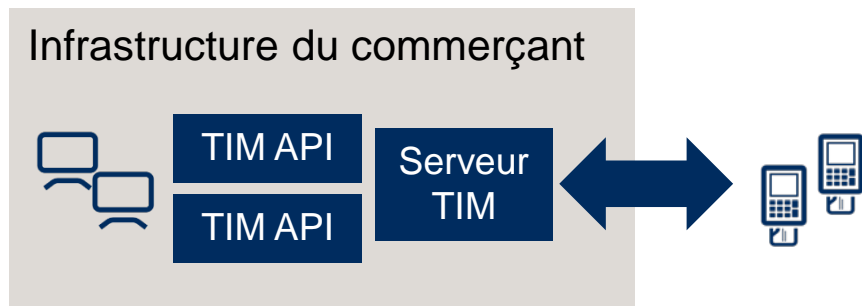 Infrastructure du commerçant
TIM API
TIM API
Serveur
TIM